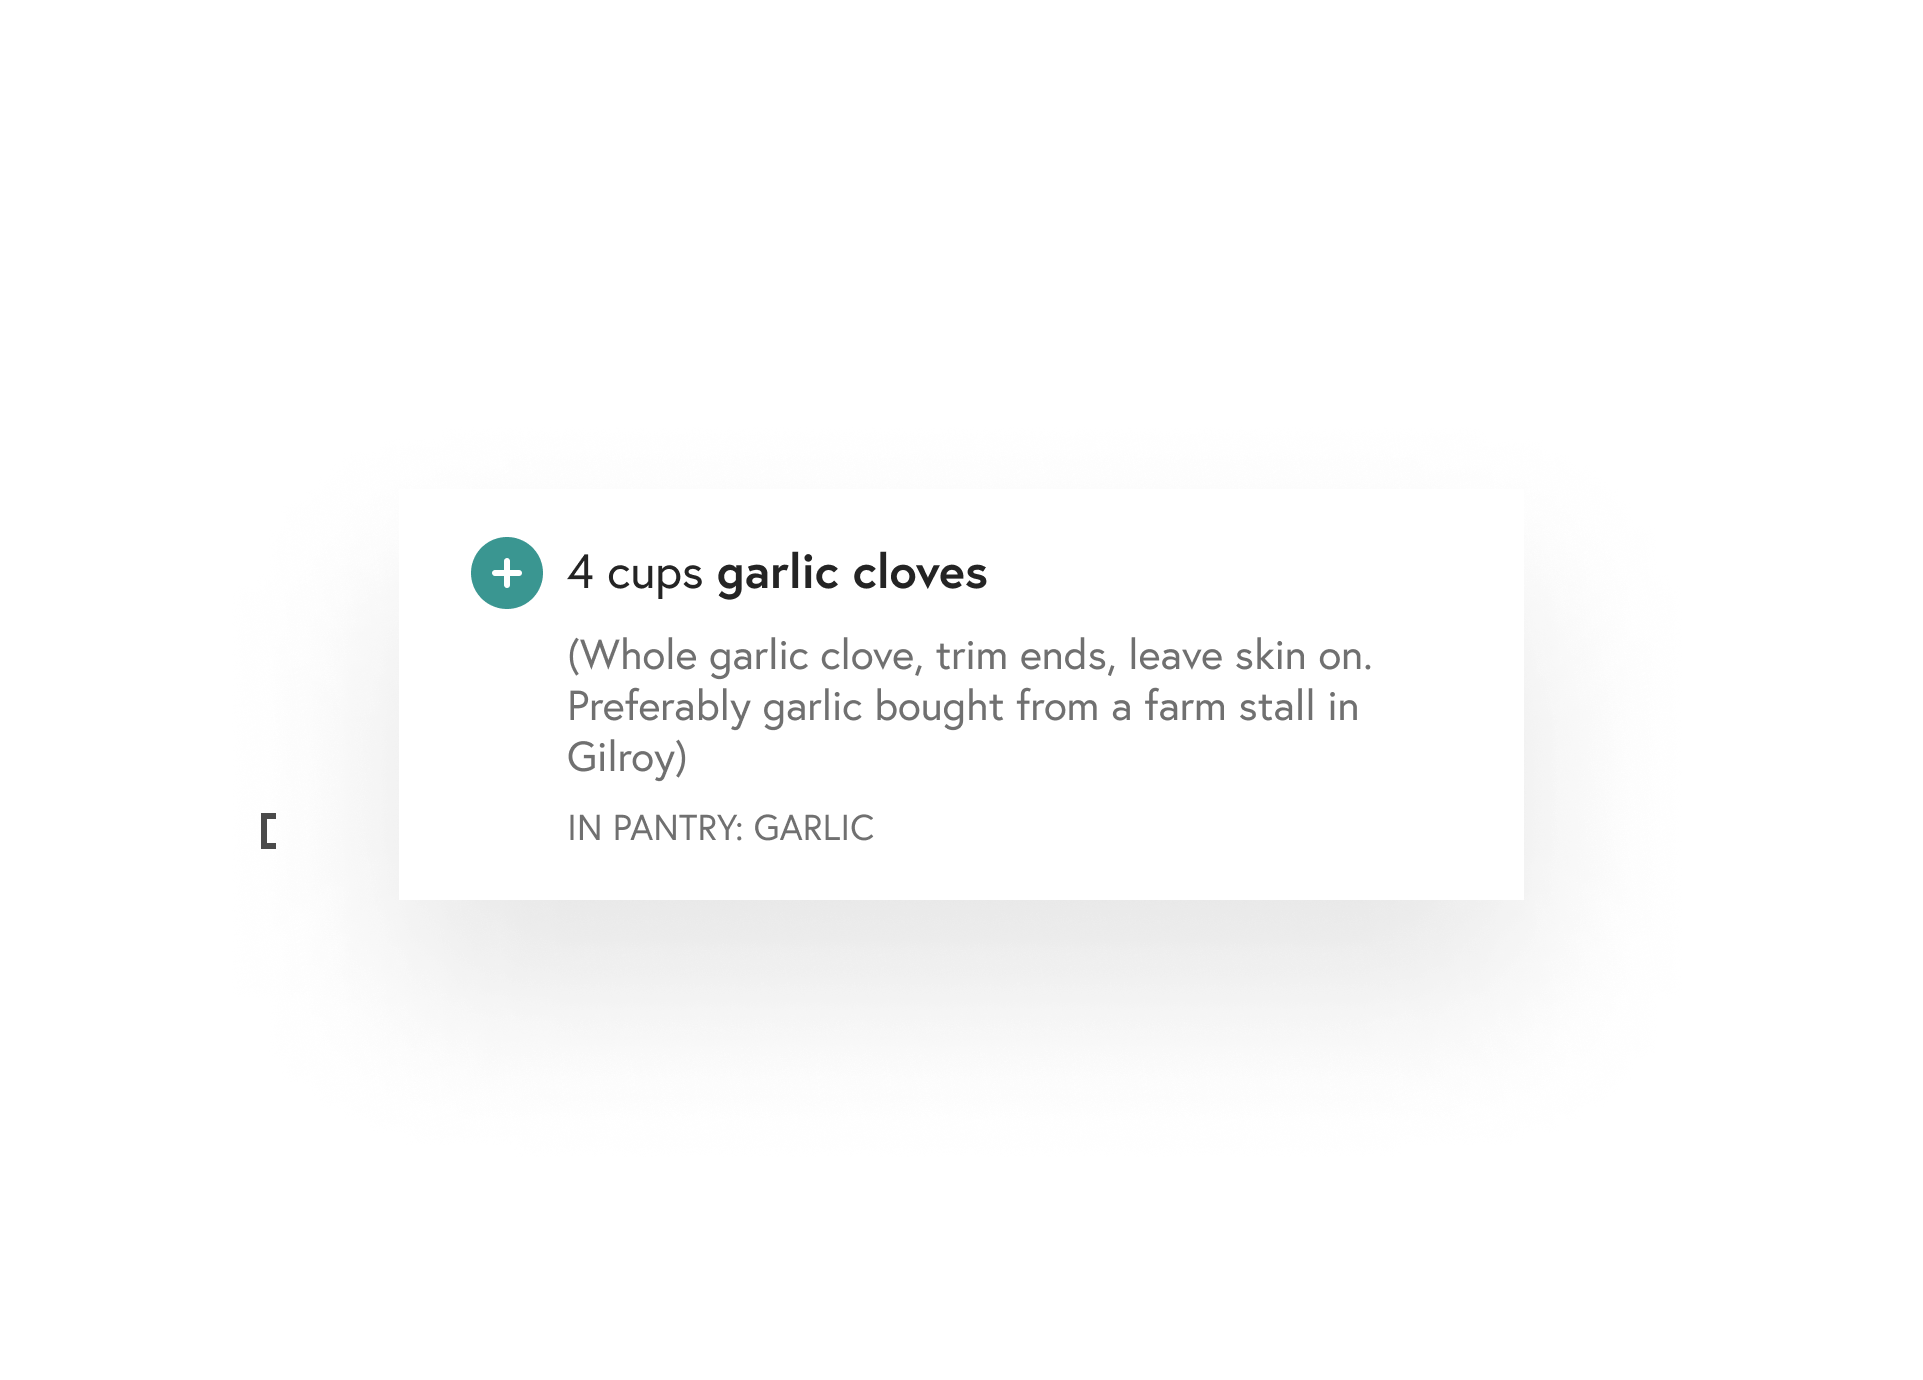 4 cups garlic cloves
(Whole garlic clove, trim ends, leave skin on.
Preferably garlic bought from a farm stall in
Gilroy)
IN PANTRY: GARLIC